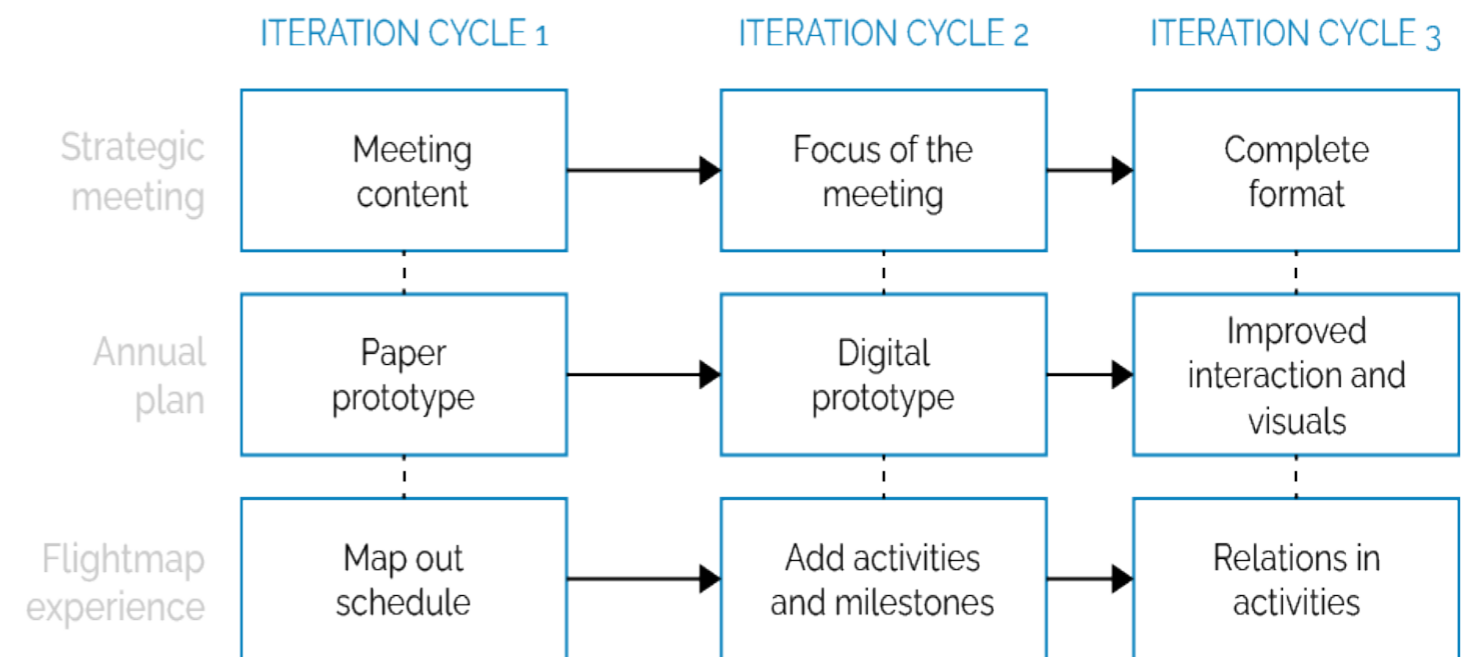 ITERATION CYCLE 1
ITERATION CYCLE 2
ITERATION CYCLE 3
Strategic
meeting
Meeting
content
Focus of the
meeting
Complete
format
Annual
plan
Paper
prototype
Digital
prototype
Improved
interaction and
visuals
Flightmap
experience
Map out
schedule
Add activities
and milestones
Relations in
activities